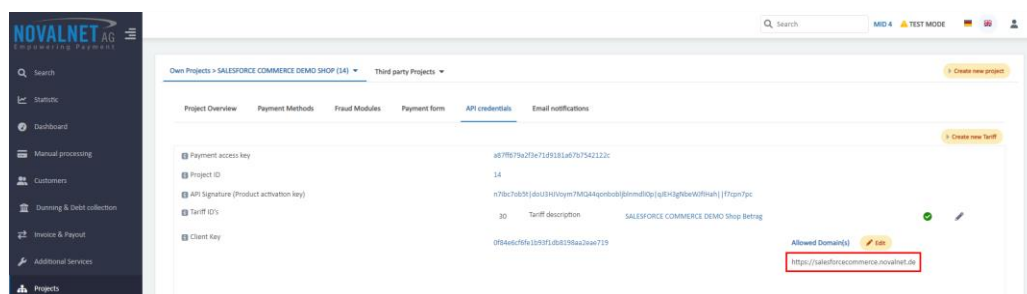 NOVALNET AG
Empowering Payment
Search
MID 4
TEST MODE
Search
Statistic
Dashboard
Manual processing
Customers
Dunning & Debt collection
Invoice & Payout
Additional Services
Projects
Own Projects > SALESFORCE COMMERCE DEMO SHOP (14)
Third party Projects
Create new project
Project Overview
Payment Methods
Fraud Modules
Payment form
API credentials
Email notifications
Create new Tariff
Payment access key
Project ID
14
API Signature (Product activation key)
Tariff ID's
30
Tariff description
SALESFORCE COMMERCE DEMO Shop Betrag
Client Key
Allowed Domain(s)
Edit
https://salesforcecommerce.novalnet.de